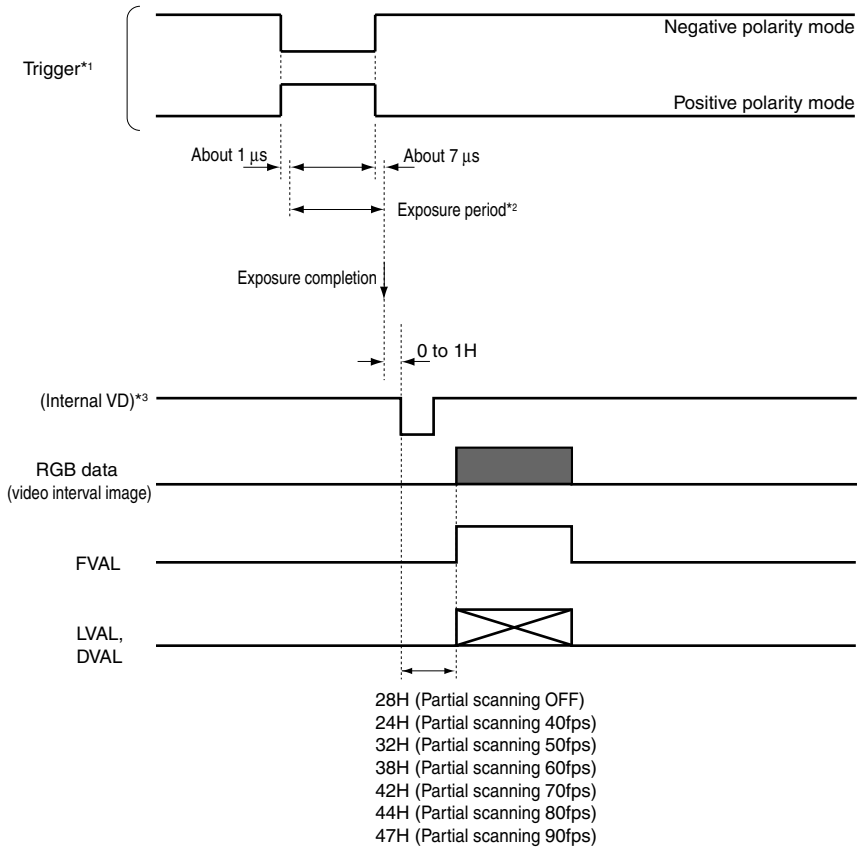 Negative polarity mode
Trigger*1
Positive polarity mode
About 1 μs
About 7 μs
Exposure period*2
Exposure completion
0 to 1H
(Internal VD)*3
RGB data
(video interval image)
FVAL
LVAL,
DVAL
28H (Partial scanning OFF)
24H (Partial scanning 40fps)
32H (Partial scanning 50fps)
38H (Partial scanning 60fps)
42H (Partial scanning 70fps)
44H (Partial scanning 80fps)
47H (Partial scanning 90fps)